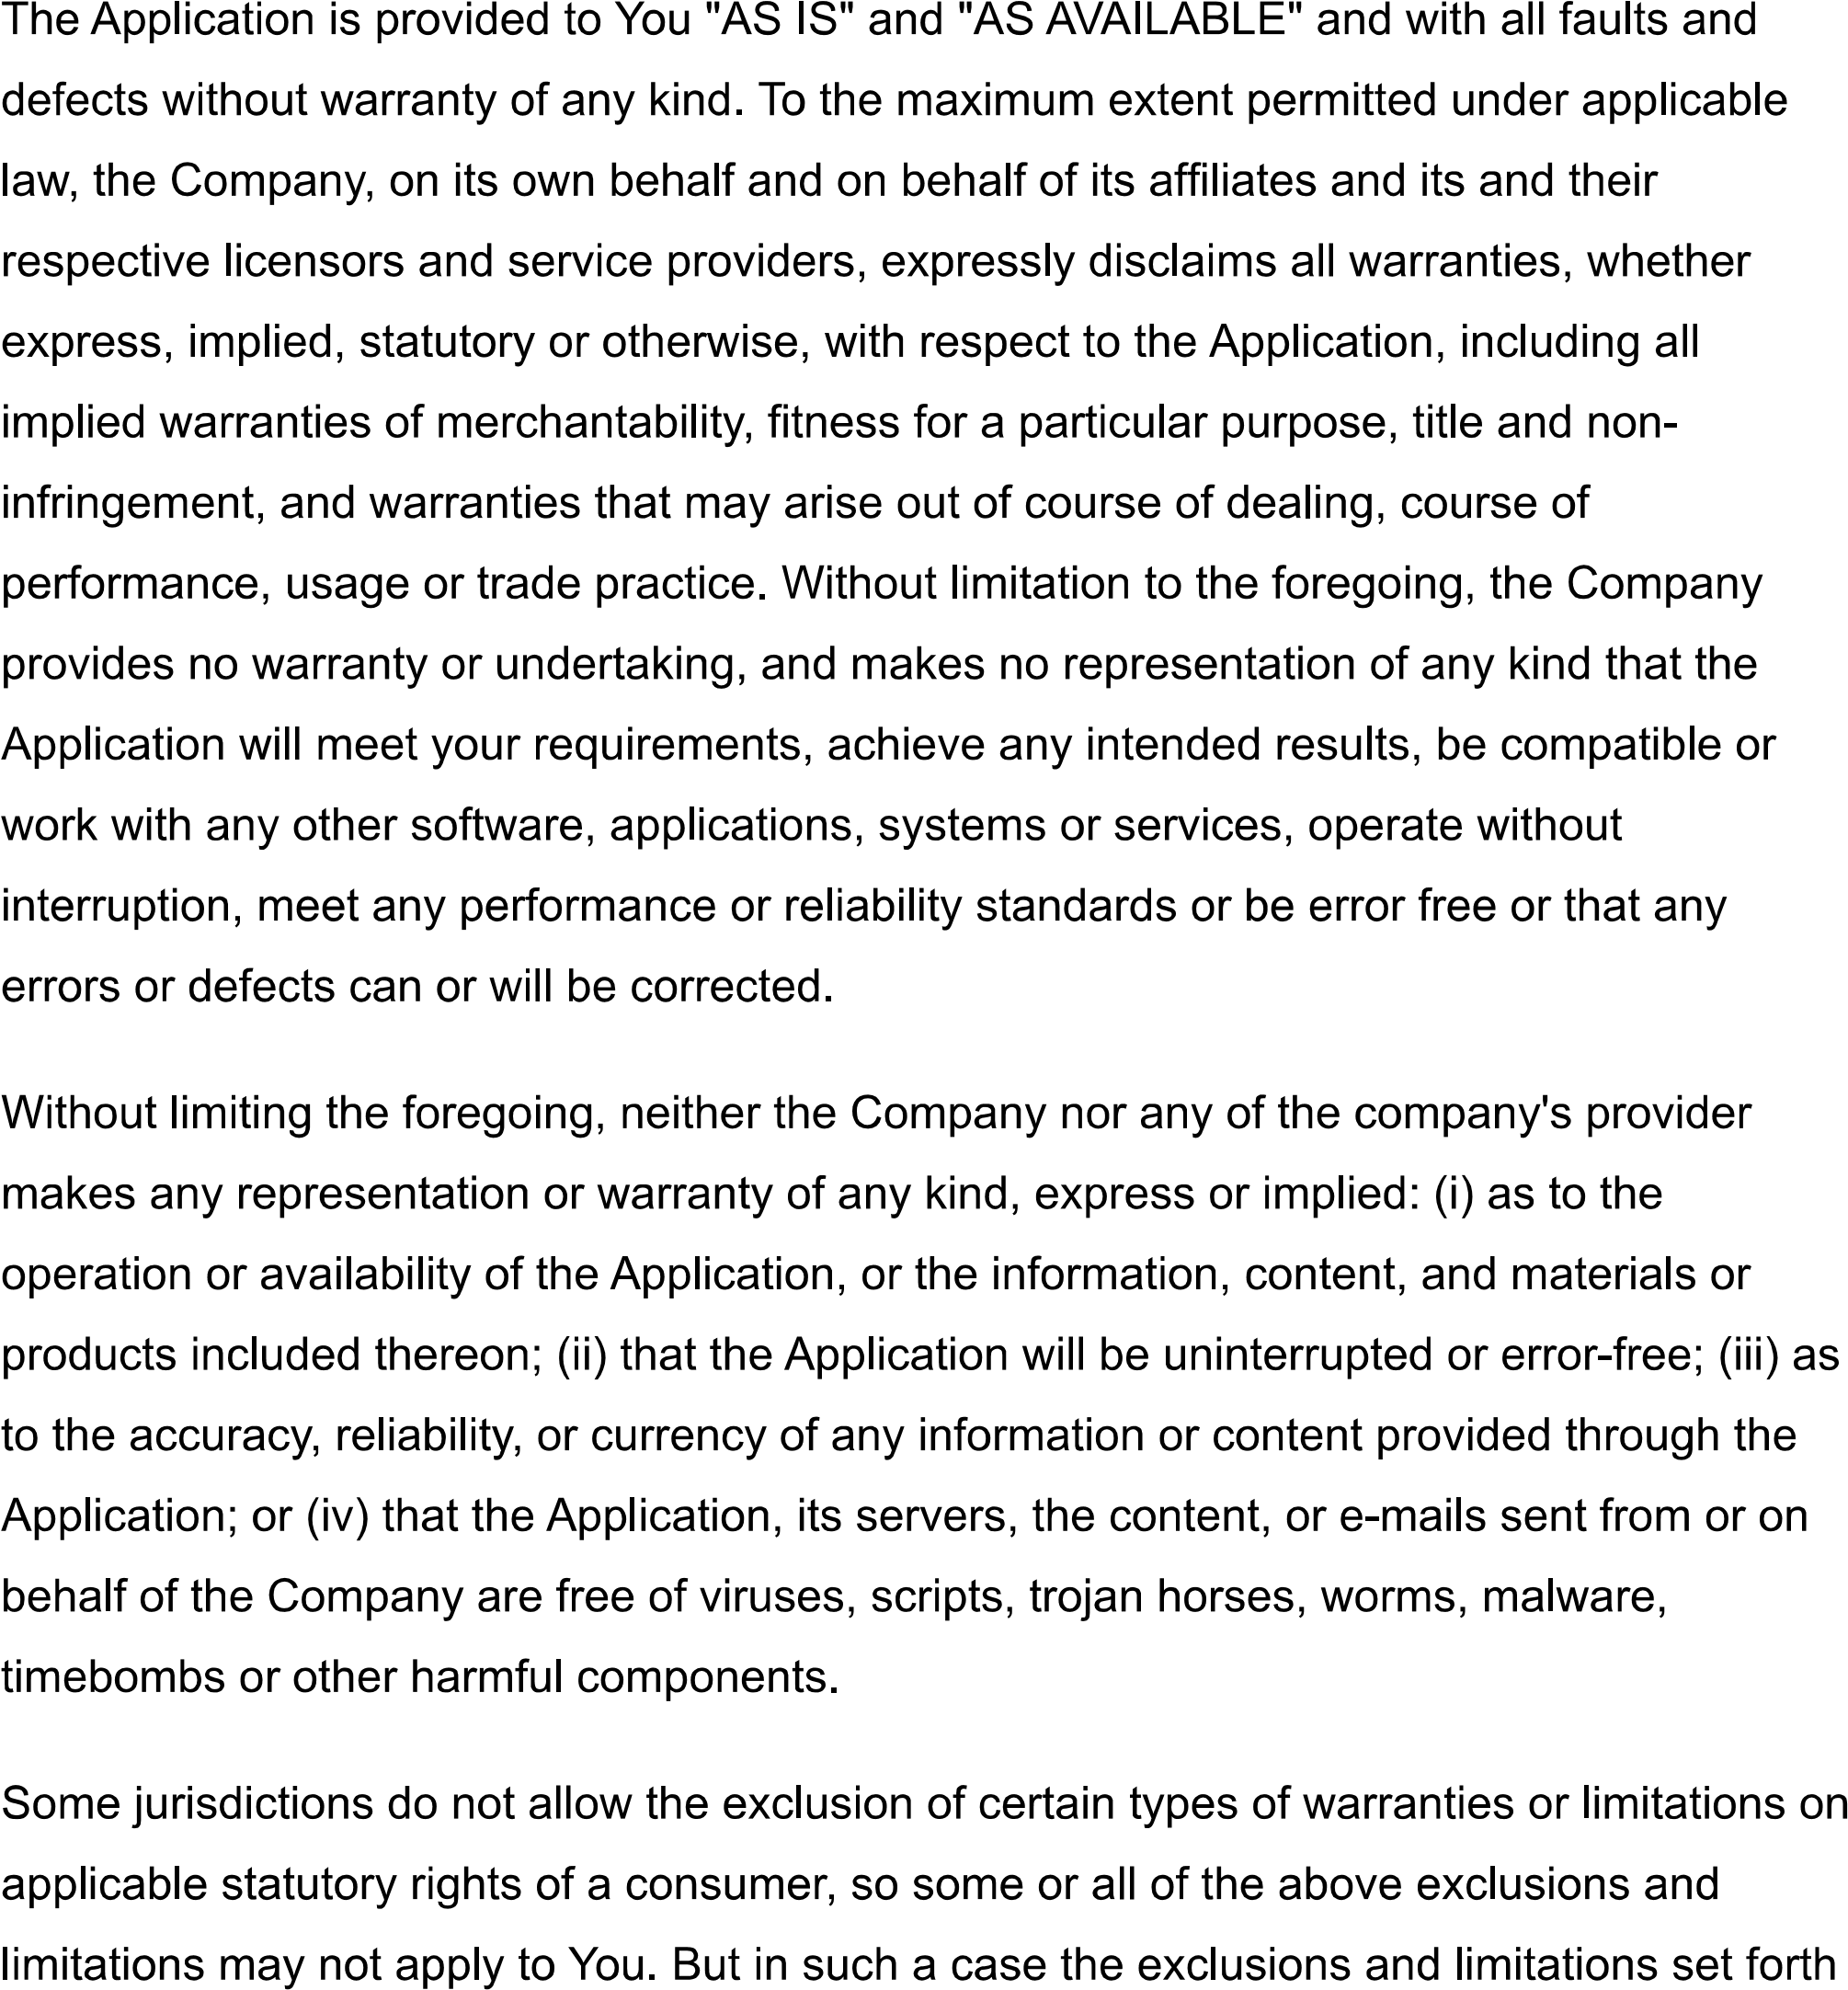 The Application is provided to You "AS IS" and "AS AVAILABLE" and with all faults and
defects without warranty of any kind. To the maximum extent permitted under applicable
law, the Company, on its own behalf and on behalf of its affiliates and its and their
respective licensors and service providers, expressly disclaims all warranties, whether
express, implied, statutory or otherwise, with respect to the Application, including all
implied warranties of merchantability, fitness for a particular purpose, title and non-
infringement, and warranties that may arise out of course of dealing, course of
performance, usage or trade practice. Without limitation to the foregoing, the Company
provides no warranty or undertaking, and makes no representation of any kind that the
Application will meet your requirements, achieve any intended results, be compatible or
work with any other software, applications, systems or services, operate without
interruption, meet any performance or reliability standards or be error free or that any
errors or defects can or will be corrected.
Without limiting the foregoing, neither the Company nor any of the company's provider
makes any representation or warranty of any kind, express or implied: (i) as to the
operation or availability of the Application, or the information, content, and materials or
products included thereon; (ii) that the Application will be uninterrupted or error-free; (iii) as
to the accuracy, reliability, or currency of any information or content provided through the
Application; or (iv) that the Application, its servers, the content, or e-mails sent from or on
behalf of the Company are free of viruses, scripts, trojan horses, worms, malware,
timebombs or other harmful components.
Some jurisdictions do not allow the exclusion of certain types of warranties or limitations on
applicable statutory rights of a consumer, so some or all of the above exclusions and
limitations may not apply to You. But in such a case the exclusions and limitations set forth